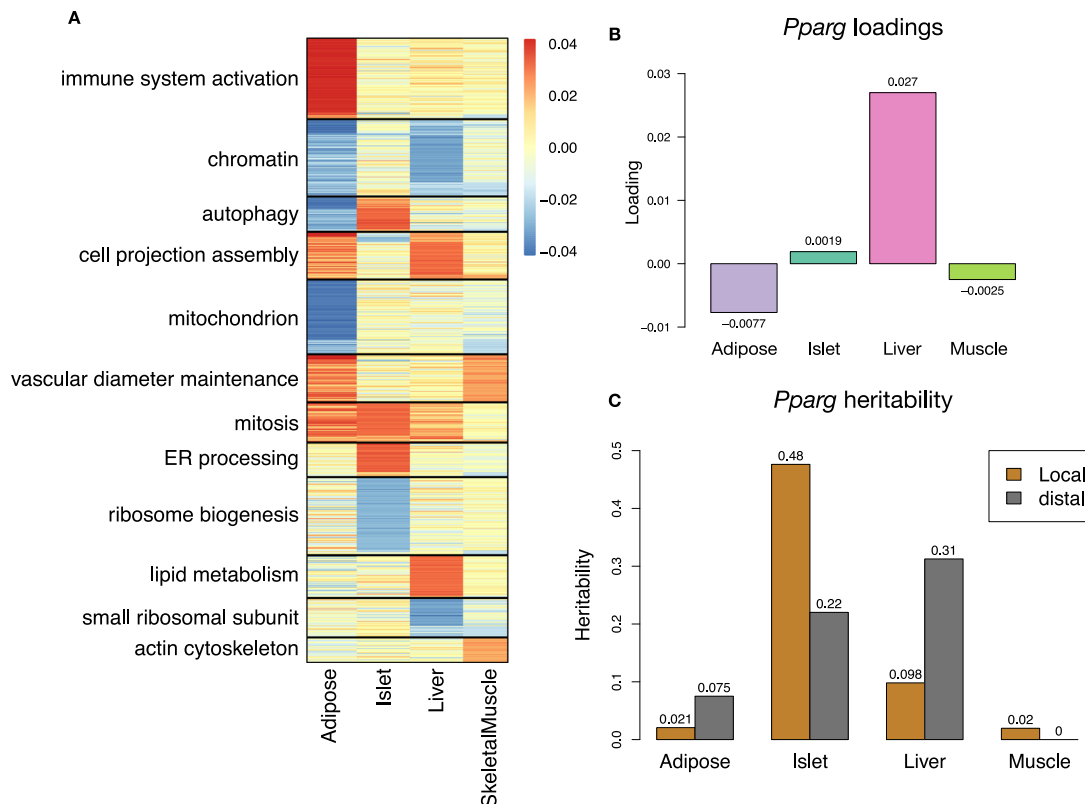 A
immune system activation
chromatin
autophagy
cell projection assembly
mitochondrion
vascular diameter maintenance
mitosis
ER processing
ribosome biogenesis
lipid metabolism
small ribosomal subunit
actin cytoskeleton
Adipose
Islet
Liver
SkeletalMuscle
0.04
0.02
0.00
−0.02
−0.04
B
Pparg loadings
Loading
0.03
0.02
0.01
0.00
−0.01
−0.0077
0.0019
0.027
−0.0025
Adipose Islet Liver Muscle
C
Pparg heritability
Heritability
0.5
0.4
0.3
0.2
0.1
0.0
0.021
0.075
0.48
0.22
0.098
0.31
0.02
0
Local
distal
Adipose Islet Liver Muscle